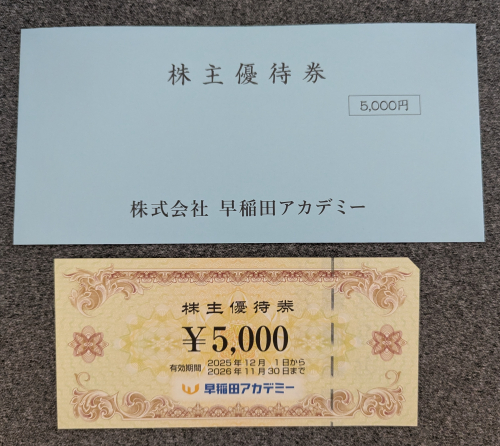 株主優待券
5,000円
株式会社 早稲田アカデミー
株主優待券
¥5,000
有効期間 2025年12月 1日から
2026年11月30日まで
早稲田アカデミー